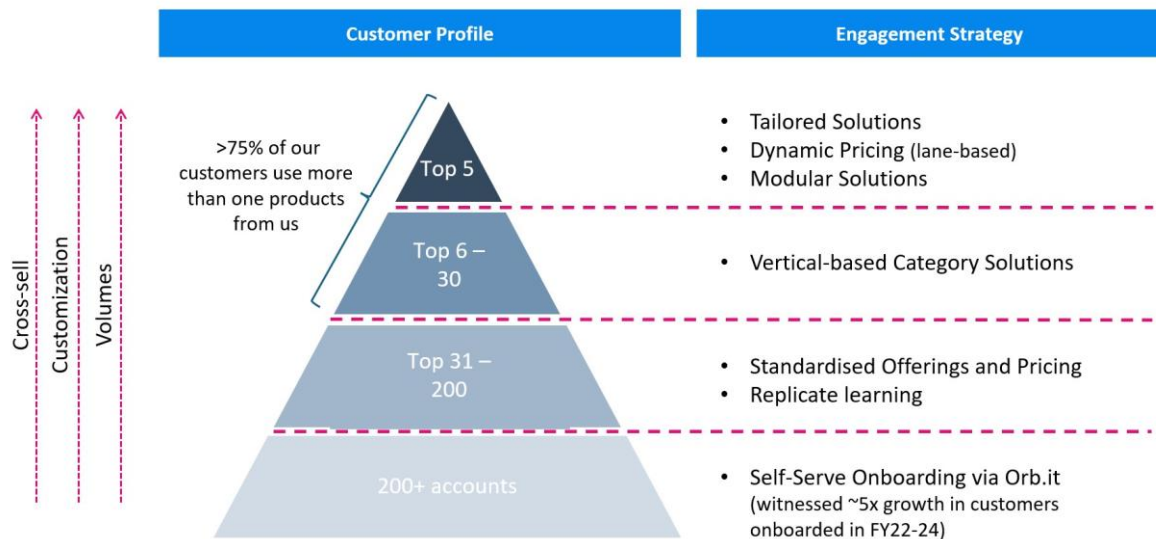 Customer Profile
Engagement Strategy
Cross-sell
Customization
Volumes
>75% of our
customers use more
than one products
from us
Top 5
• Tailored Solutions
• Dynamic Pricing (lane-based)
• Modular Solutions
Top 6 –
30
• Vertical-based Category Solutions
Top 31 –
200
• Standardised Offerings and Pricing
• Replicate learning
200+ accounts
• Self-Serve Onboarding via Orb.it
(witnessed ~5x growth in customers
onboarded in FY22-24)